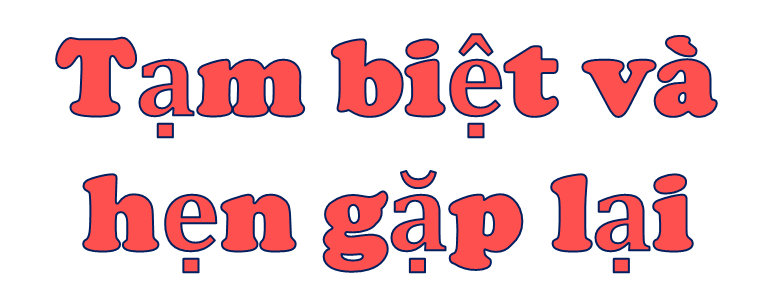 Tạm biệt và
hẹn gặp lại